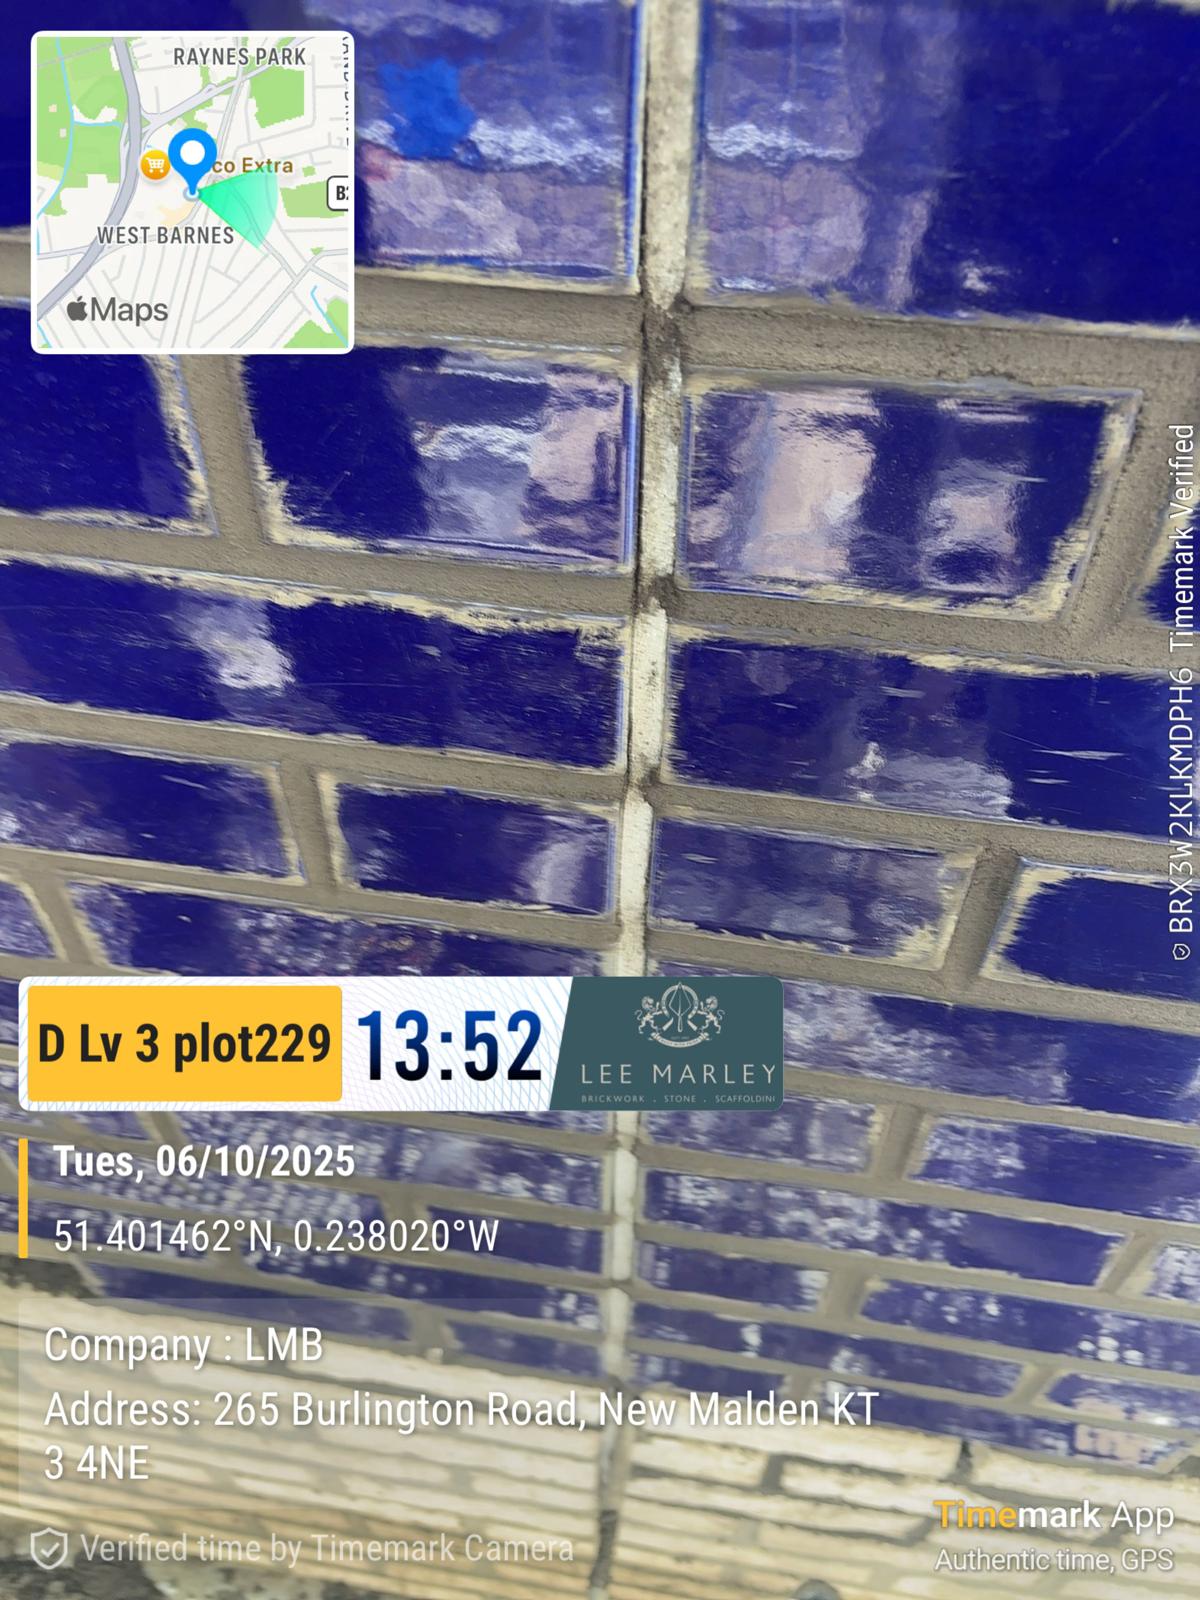 RAYNES PARK
co Extra
WEST BARNES
Maps
D Lv 3 plot229
13:52
LEE MARLEY
BRICKWORK . STONE . SCAFFOLDIN
Tues, 06/10/2025
51.401462°N, 0.238020°W
Company : LMB
Address: 265 Burlington Road, New Malden KT
3 4NE
Verified time by Timemark Camera
Timemark App
Authentic time, GPS
BRX3W2KLKMDPH6 Timemark Verified